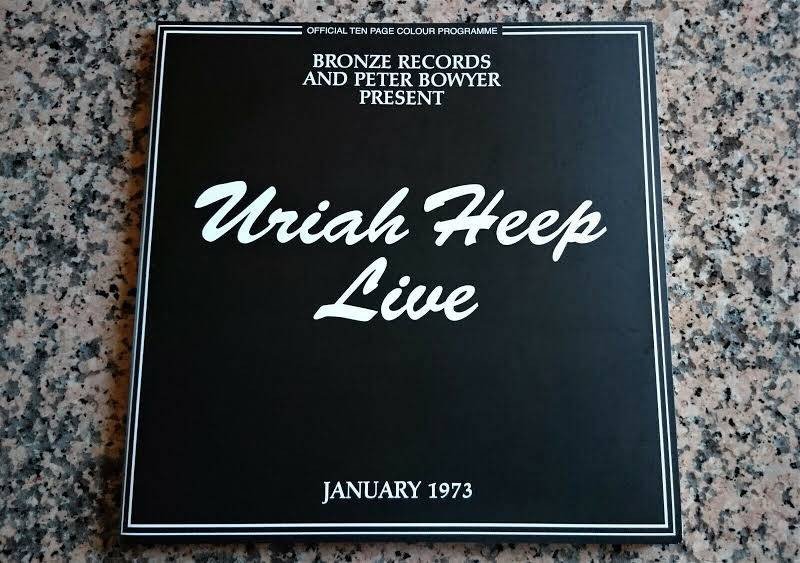 OFFICIAL TEN PAGE COLOUR PROGRAMME
BRONZE RECORDS
AND PETER BOWYER
PRESENT
Uriah Heep
Live
JANUARY 1973